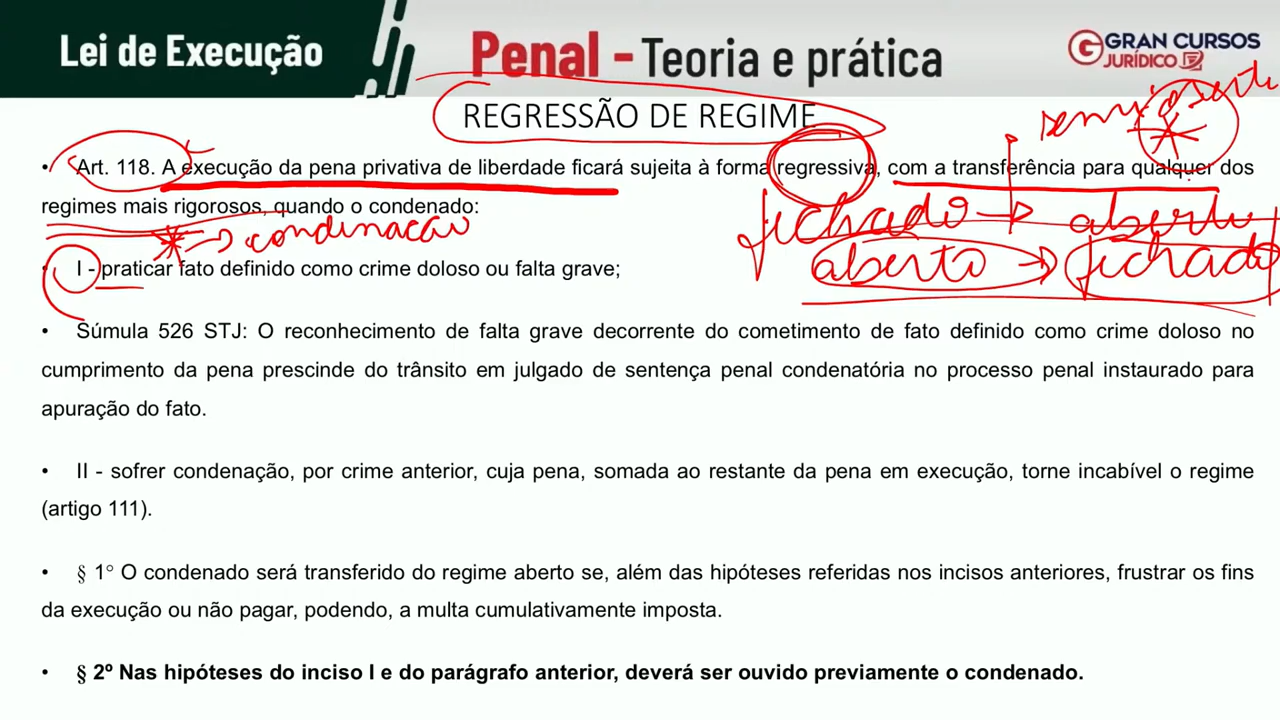 Lei de Execução Penal - Teoria e prática
GRAN CURSOS
JURÍDICO
REGRESSÃO DE REGIME
semiaberto
• Art. 118. A execução da pena privativa de liberdade ficará sujeita à forma regressiva, com a transferência para qualquer dos
regimes mais rigorosos, quando o condenado:
fechado → aberto
condenação
aberto → fechado
• I - praticar fato definido como crime doloso ou falta grave;
• Súmula 526 STJ: O reconhecimento de falta grave decorrente do cometimento de fato definido como crime doloso no
cumprimento da pena prescinde do trânsito em julgado de sentença penal condenatória no processo penal instaurado para
apuração do fato.
• II - sofrer condenação, por crime anterior, cuja pena, somada ao restante da pena em execução, torne incabível o regime
(artigo 111).
• § 1° O condenado será transferido do regime aberto se, além das hipóteses referidas nos incisos anteriores, frustrar os fins
da execução ou não pagar, podendo, a multa cumulativamente imposta.
• § 2º Nas hipóteses do inciso I e do parágrafo anterior, deverá ser ouvido previamente o condenado.